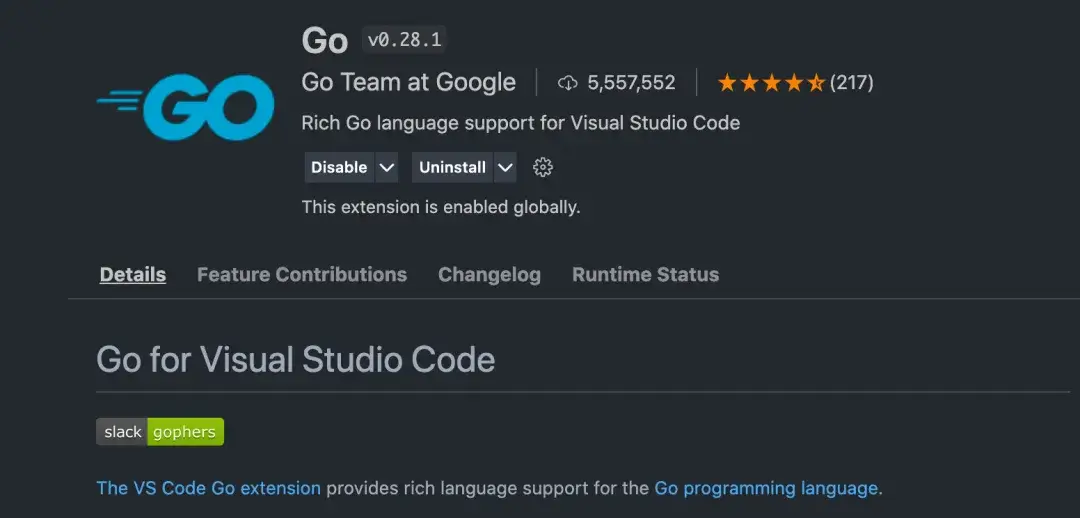 Go v0.28.1
GO
Go Team at Google 5,557,552 (217)
Rich Go language support for Visual Studio Code
Disable Uninstall
This extension is enabled globally.
Details Feature Contributions Changelog Runtime Status
Go for Visual Studio Code
slack gophers
The VS Code Go extension provides rich language support for the Go programming language.